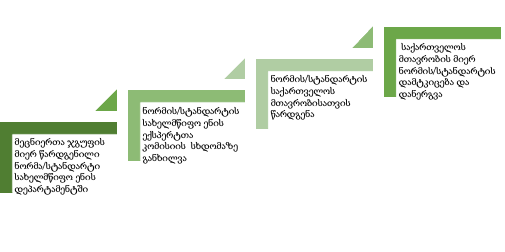 მეცნიერთა ჯგუფის
მიერ წარდგენილი
ნორმა/სტანდარტი
სახელმწიფო ენის
დეპარტამენტში
ნორმის/სტანდარტის
სახელმწიფო ენის
ექსპერტთა
კომისიის სხდომაზე
განხილვა
ნორმის/სტანდარტის
საქართველოს
მთავრობისათვის
წარდგენა
საქართველოს
მთავრობის მიერ
ნორმის/სტანდარტის
დამტკიცება და
დანერგვა